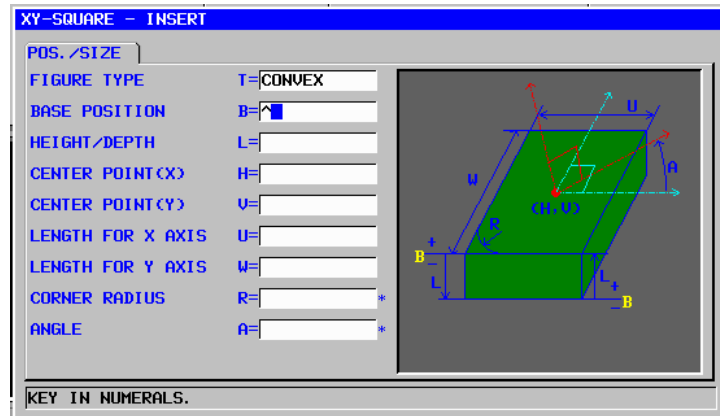 XY-SQUARE - INSERT
POS./SIZE
FIGURE TYPE T=CONVEX
BASE POSITION B=^
HEIGHT/DEPTH L=
CENTER POINT(X) H=
CENTER POINT(Y) V=
LENGTH FOR X AXIS U=
LENGTH FOR Y AXIS W=
CORNER RADIUS R= *
ANGLE A= *
U
A
W
(H,V)
R
B + -
L
L
+ - B
KEY IN NUMERALS.